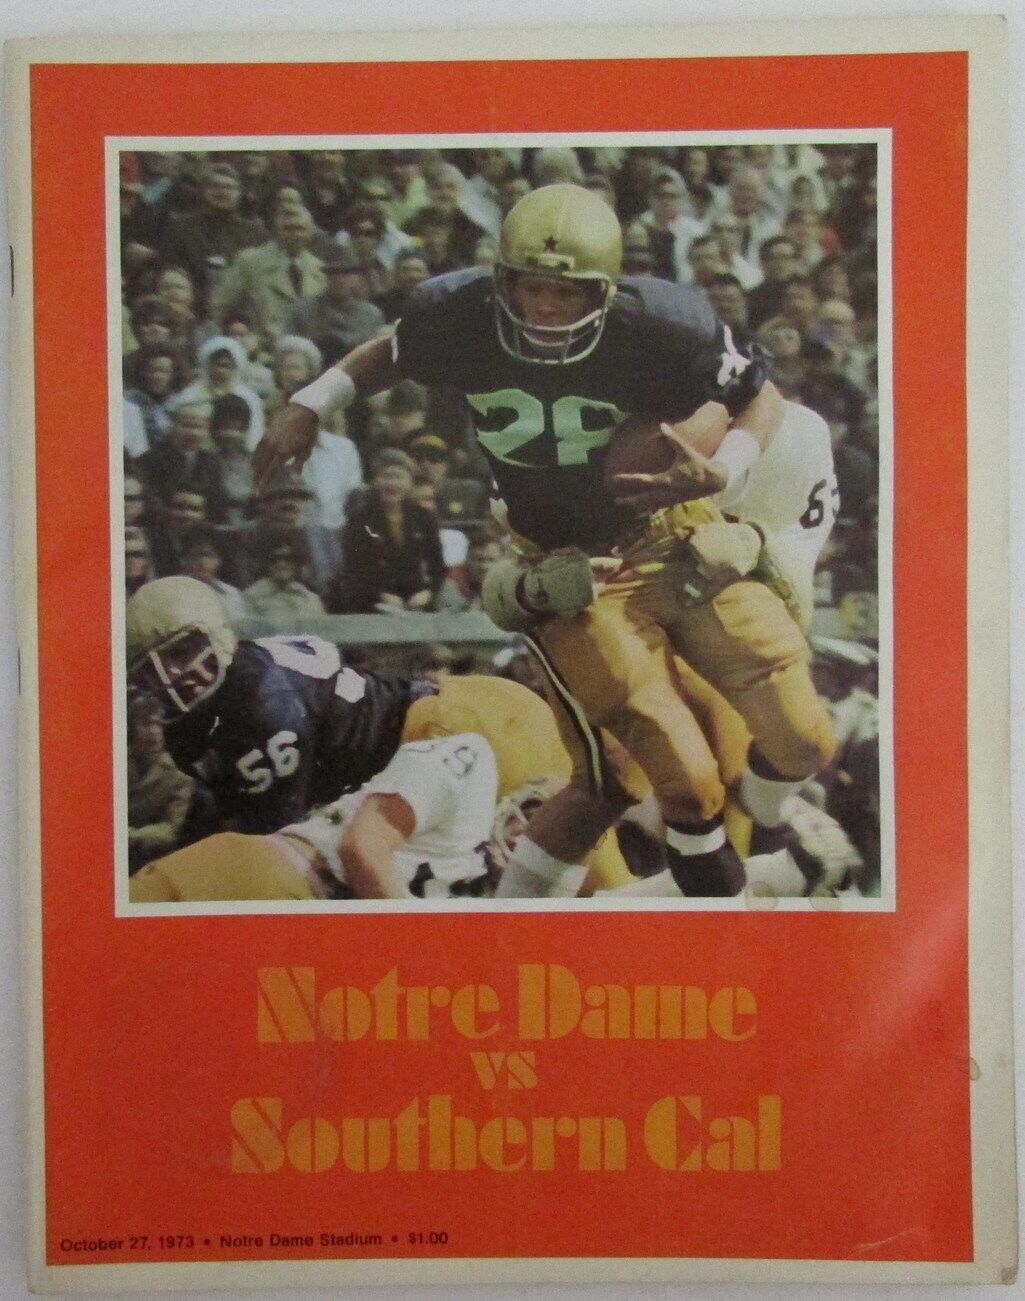 28
56
Notre Dame
vs
Southern Cal
October 27, 1973 • Notre Dame Stadium • $1.00